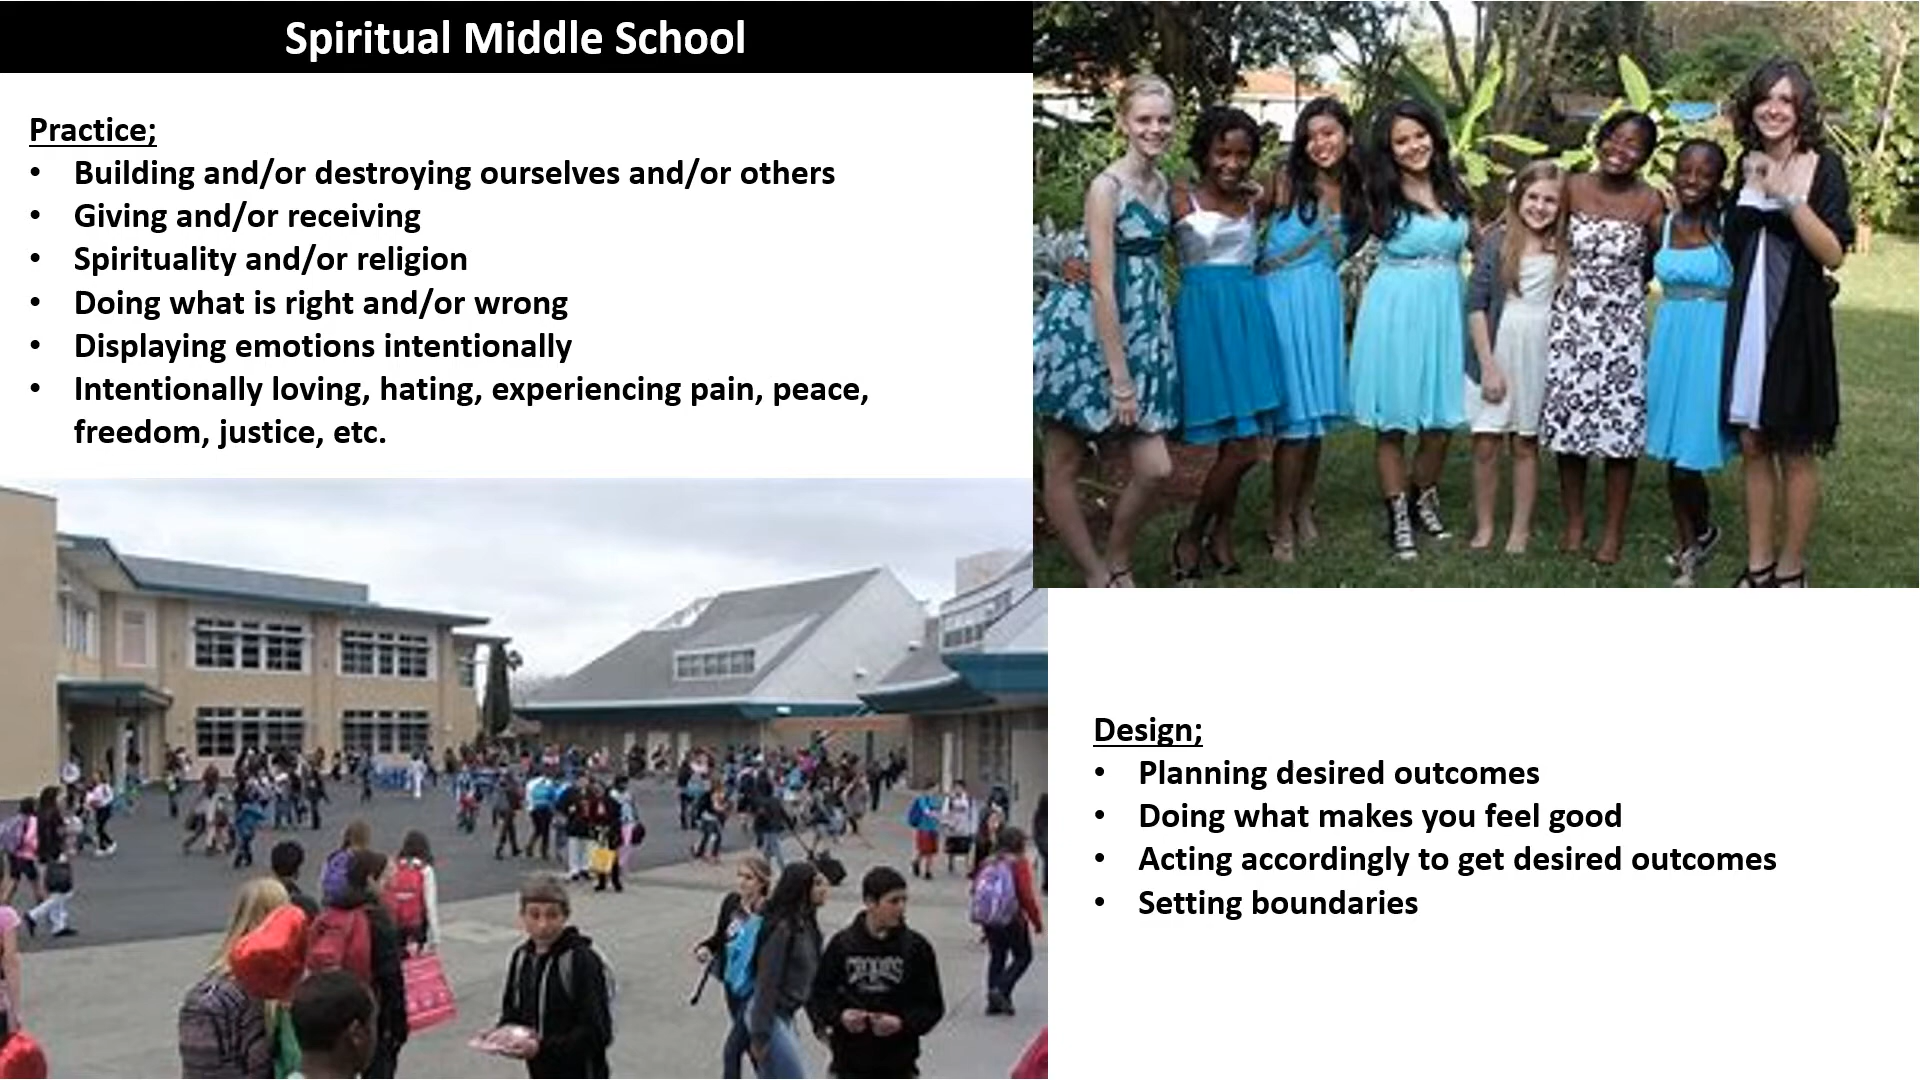 Spiritual Middle School
Practice;
• Building and/or destroying ourselves and/or others
• Giving and/or receiving
• Spirituality and/or religion
• Doing what is right and/or wrong
• Displaying emotions intentionally
• Intentionally loving, hating, experiencing pain, peace,
freedom, justice, etc.
Design;
• Planning desired outcomes
• Doing what makes you feel good
• Acting accordingly to get desired outcomes
• Setting boundaries